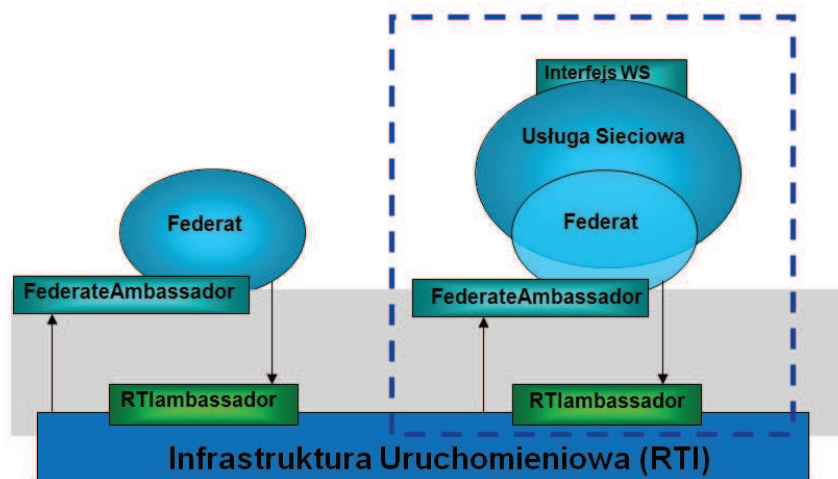 Interfejs WS
Usługa Sieciowa
Federat
Federat
FederateAmbassador
FederateAmbassador
RTIambassador
RTIambassador
Infrastruktura Uruchomieniowa (RTI)